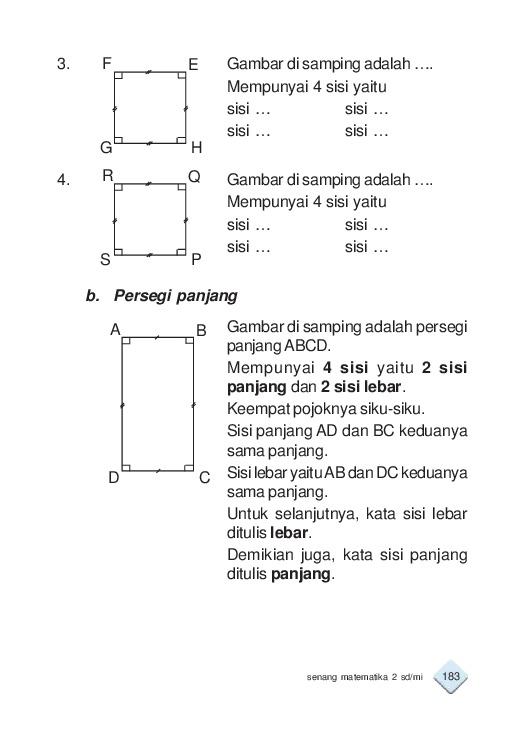 3. F E Gambar di samping adalah ....
Mempunyai 4 sisi yaitu
sisi ... sisi ...
sisi ... sisi ...
G H
4. R Q Gambar di samping adalah ....
Mempunyai 4 sisi yaitu
sisi ... sisi ...
sisi ... sisi ...
S P
b. Persegi panjang
A B Gambar di samping adalah persegi
panjang ABCD.
Mempunyai 4 sisi yaitu 2 sisi
panjang dan 2 sisi lebar.
Keempat pojoknya siku-siku.
Sisi panjang AD dan BC keduanya
sama panjang.
D C Sisi lebar yaitu AB dan DC keduanya
sama panjang.
Untuk selanjutnya, kata sisi lebar
ditulis lebar.
Demikian juga, kata sisi panjang
ditulis panjang.
senang matematika 2 sd/mi 183